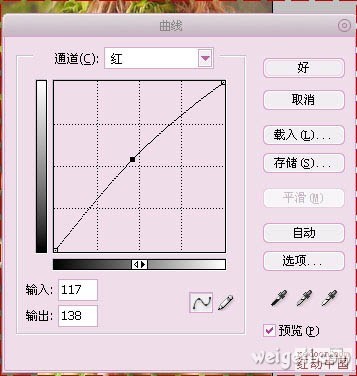 曲线
通道(C): 红
好
取消
载入(L)...
存储(S)...
平滑(M)
自动
选项...
输入: 117
输出: 138
预览(P)
红动中国